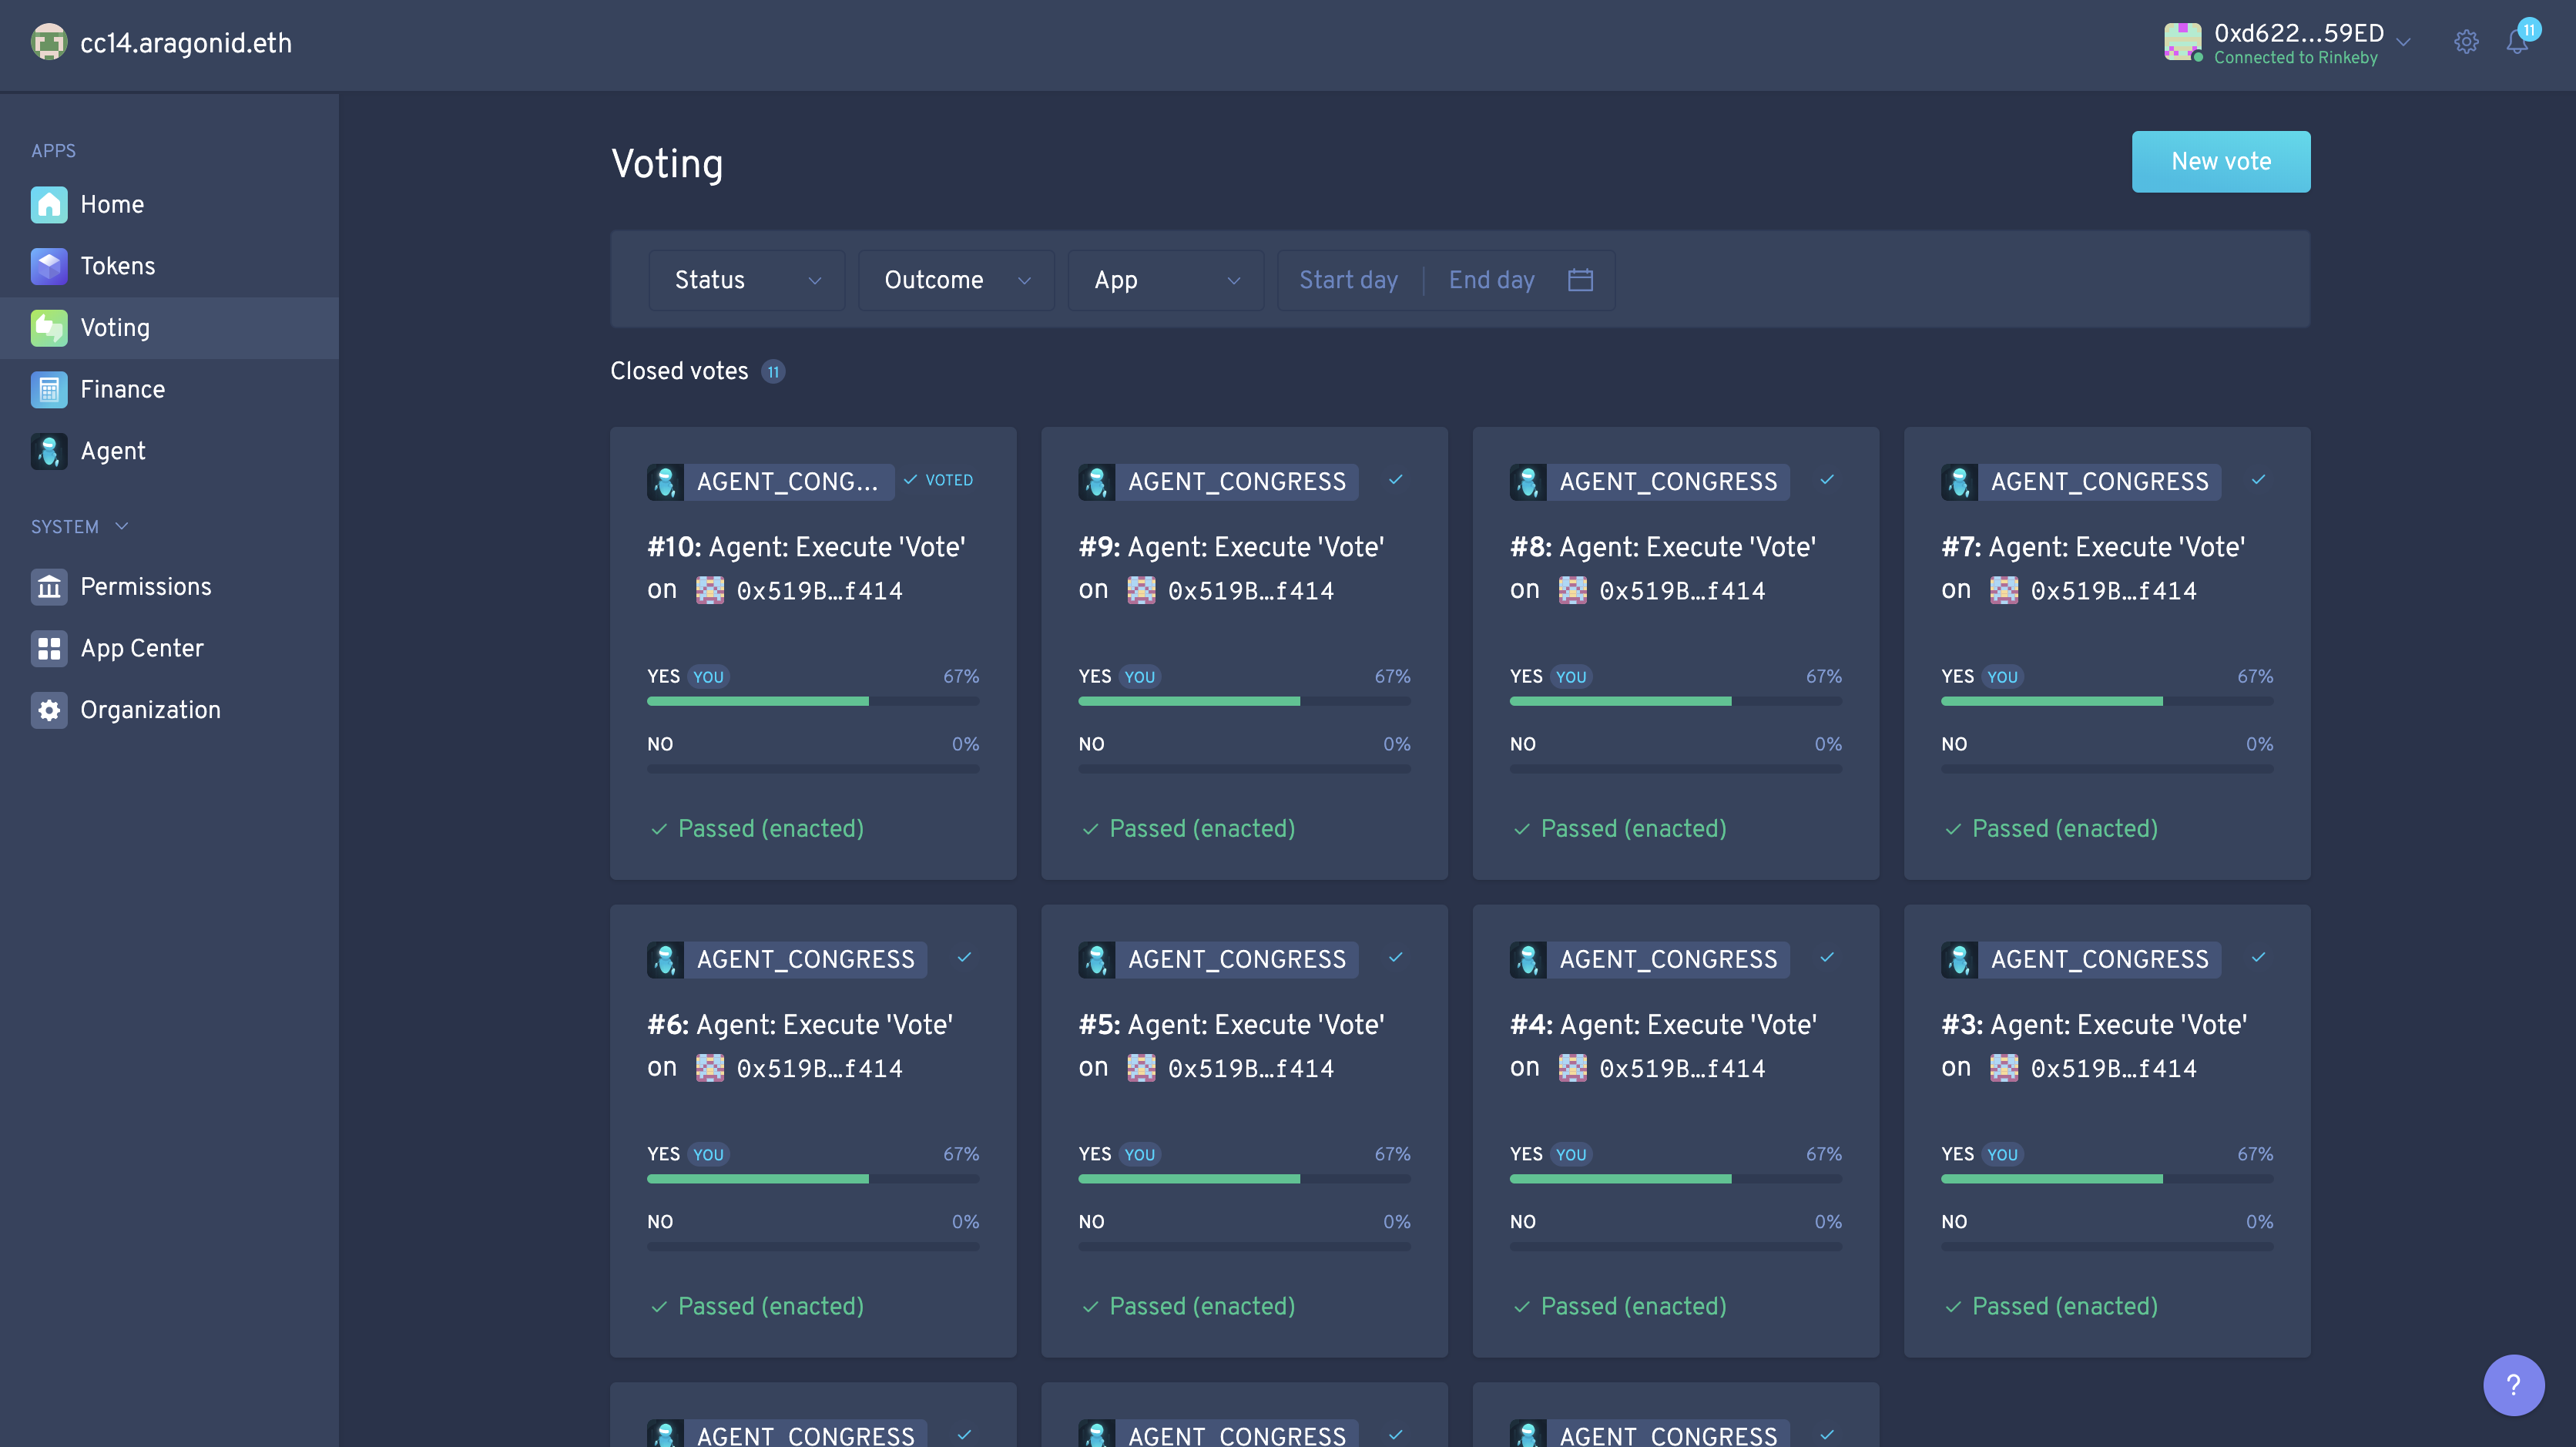 cc14.aragonid.eth
0xd622...59ED
Connected to Rinkeby
11
APPS
Home
Tokens
Voting
Finance
Agent
SYSTEM
Permissions
App Center
Organization
Voting
New vote
Status
Outcome
App
Start day
End day
Closed votes 11
AGENT_CONG... VOTED
#10: Agent: Execute 'Vote'
on 0x519B…f414
YES YOU 67%
NO 0%
Passed (enacted)
AGENT_CONGRESS
#9: Agent: Execute 'Vote'
on 0x519B…f414
YES YOU 67%
NO 0%
Passed (enacted)
AGENT_CONGRESS
#8: Agent: Execute 'Vote'
on 0x519B…f414
YES YOU 67%
NO 0%
Passed (enacted)
AGENT_CONGRESS
#7: Agent: Execute 'Vote'
on 0x519B…f414
YES YOU 67%
NO 0%
Passed (enacted)
AGENT_CONGRESS
#6: Agent: Execute 'Vote'
on 0x519B…f414
YES YOU 67%
NO 0%
Passed (enacted)
AGENT_CONGRESS
#5: Agent: Execute 'Vote'
on 0x519B…f414
YES YOU 67%
NO 0%
Passed (enacted)
AGENT_CONGRESS
#4: Agent: Execute 'Vote'
on 0x519B…f414
YES YOU 67%
NO 0%
Passed (enacted)
AGENT_CONGRESS
#3: Agent: Execute 'Vote'
on 0x519B…f414
YES YOU 67%
NO 0%
Passed (enacted)
AGENT_CONGRESS
AGENT_CONGRESS
AGENT_CONGRESS
?